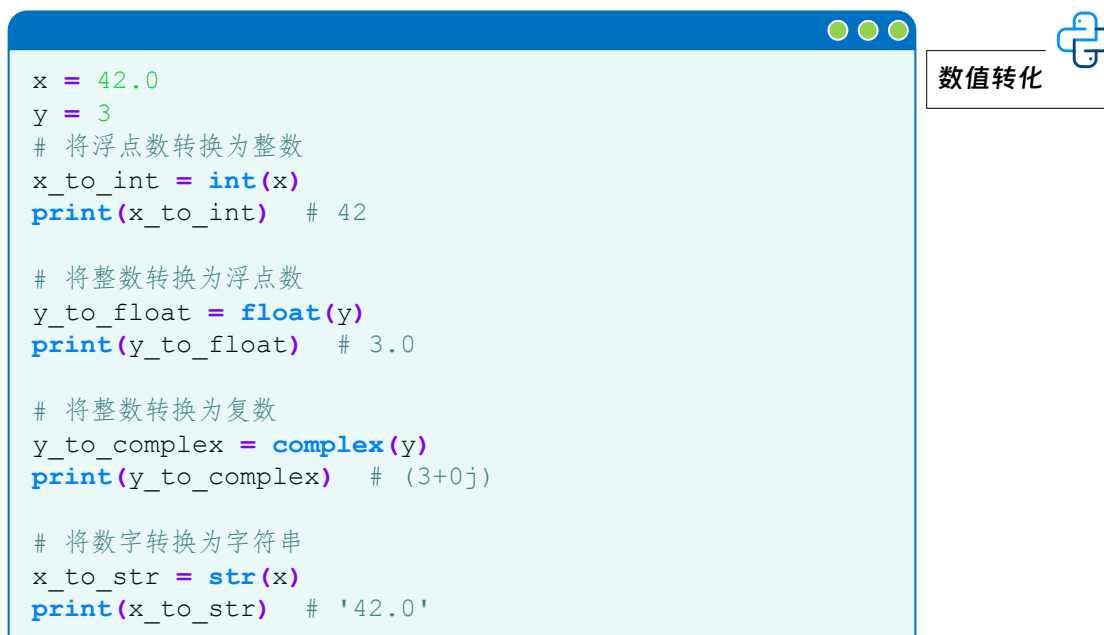 x = 42.0
y = 3
# 将浮点数转换为整数
x_to_int = int(x)
print(x_to_int)  # 42

# 将整数转换为浮点数
y_to_float = float(y)
print(y_to_float)  # 3.0

# 将整数转换为复数
y_to_complex = complex(y)
print(y_to_complex)  # (3+0j)

# 将数字转换为字符串
x_to_str = str(x)
print(x_to_str)  # '42.0'
数值转化